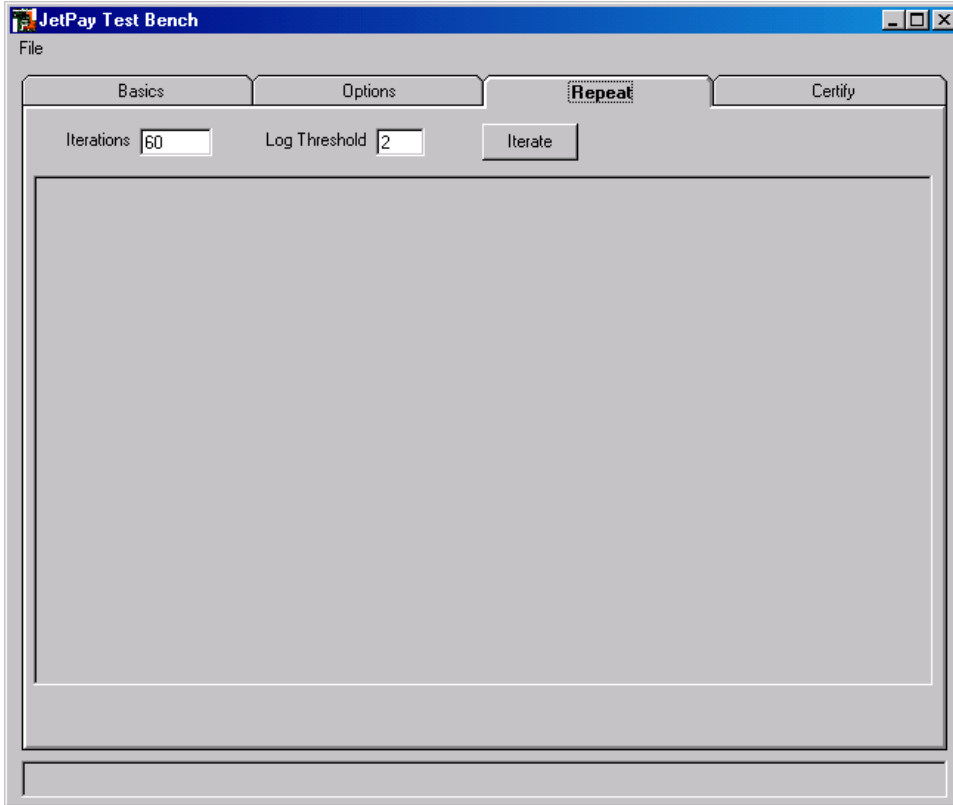 JetPay Test Bench
File
Basics Options Repeat Certify
Iterations 60 Log Threshold 2 Iterate